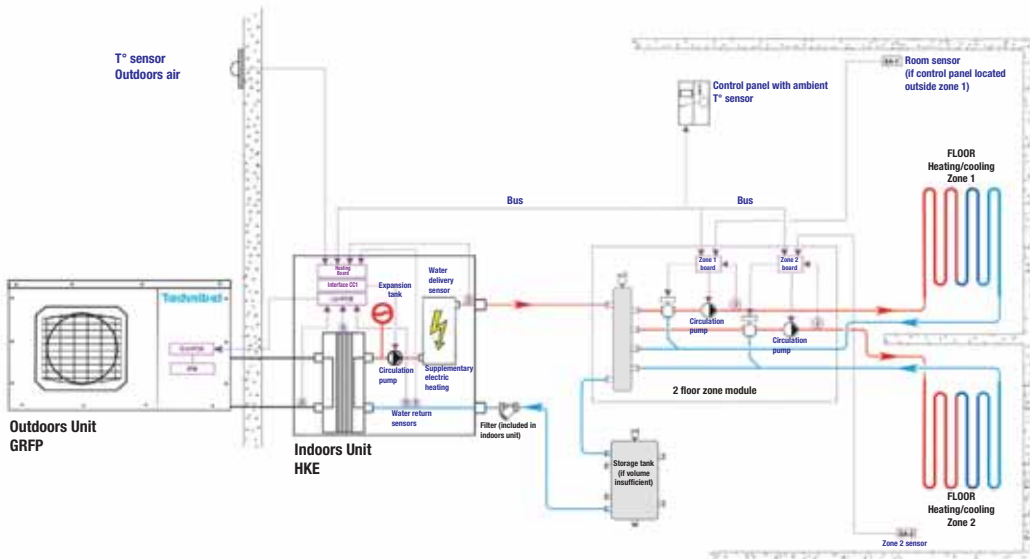 T° sensor
Outdoors air
Room sensor
(if control panel located
outside zone 1)
Control panel with ambient
T° sensor
FLOOR
Heating/cooling
Zone 1
Bus
Bus
Heating
Board
Interface CC1
Expansion
tank
Water
delivery
sensor
Zone 1
board
Zone 2
board
Technibel
Circulation
pump
Circulation
pump
Circulation
pump
Supplementary
electric
heating
2 floor zone module
Water return
sensors
Filter (included in
indoors unit)
Outdoors Unit
GRFP
Indoors Unit
HKE
Storage tank
(if volume
insufficient)
FLOOR
Heating/cooling
Zone 2
Zone 2 sensor